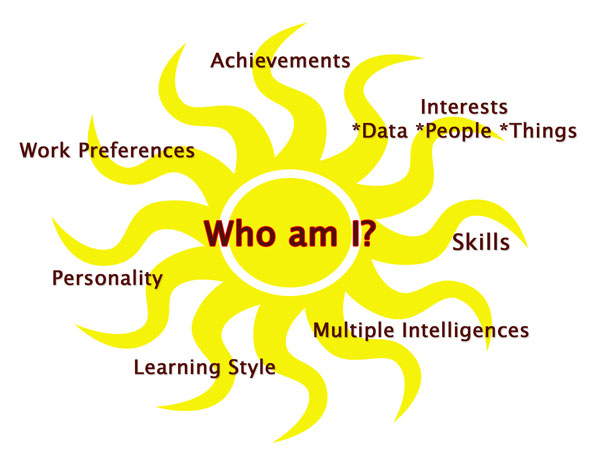 Achievements
Interests
*Data *People *Things
Work Preferences
Who am I?
Skills
Personality
Multiple Intelligences
Learning Style